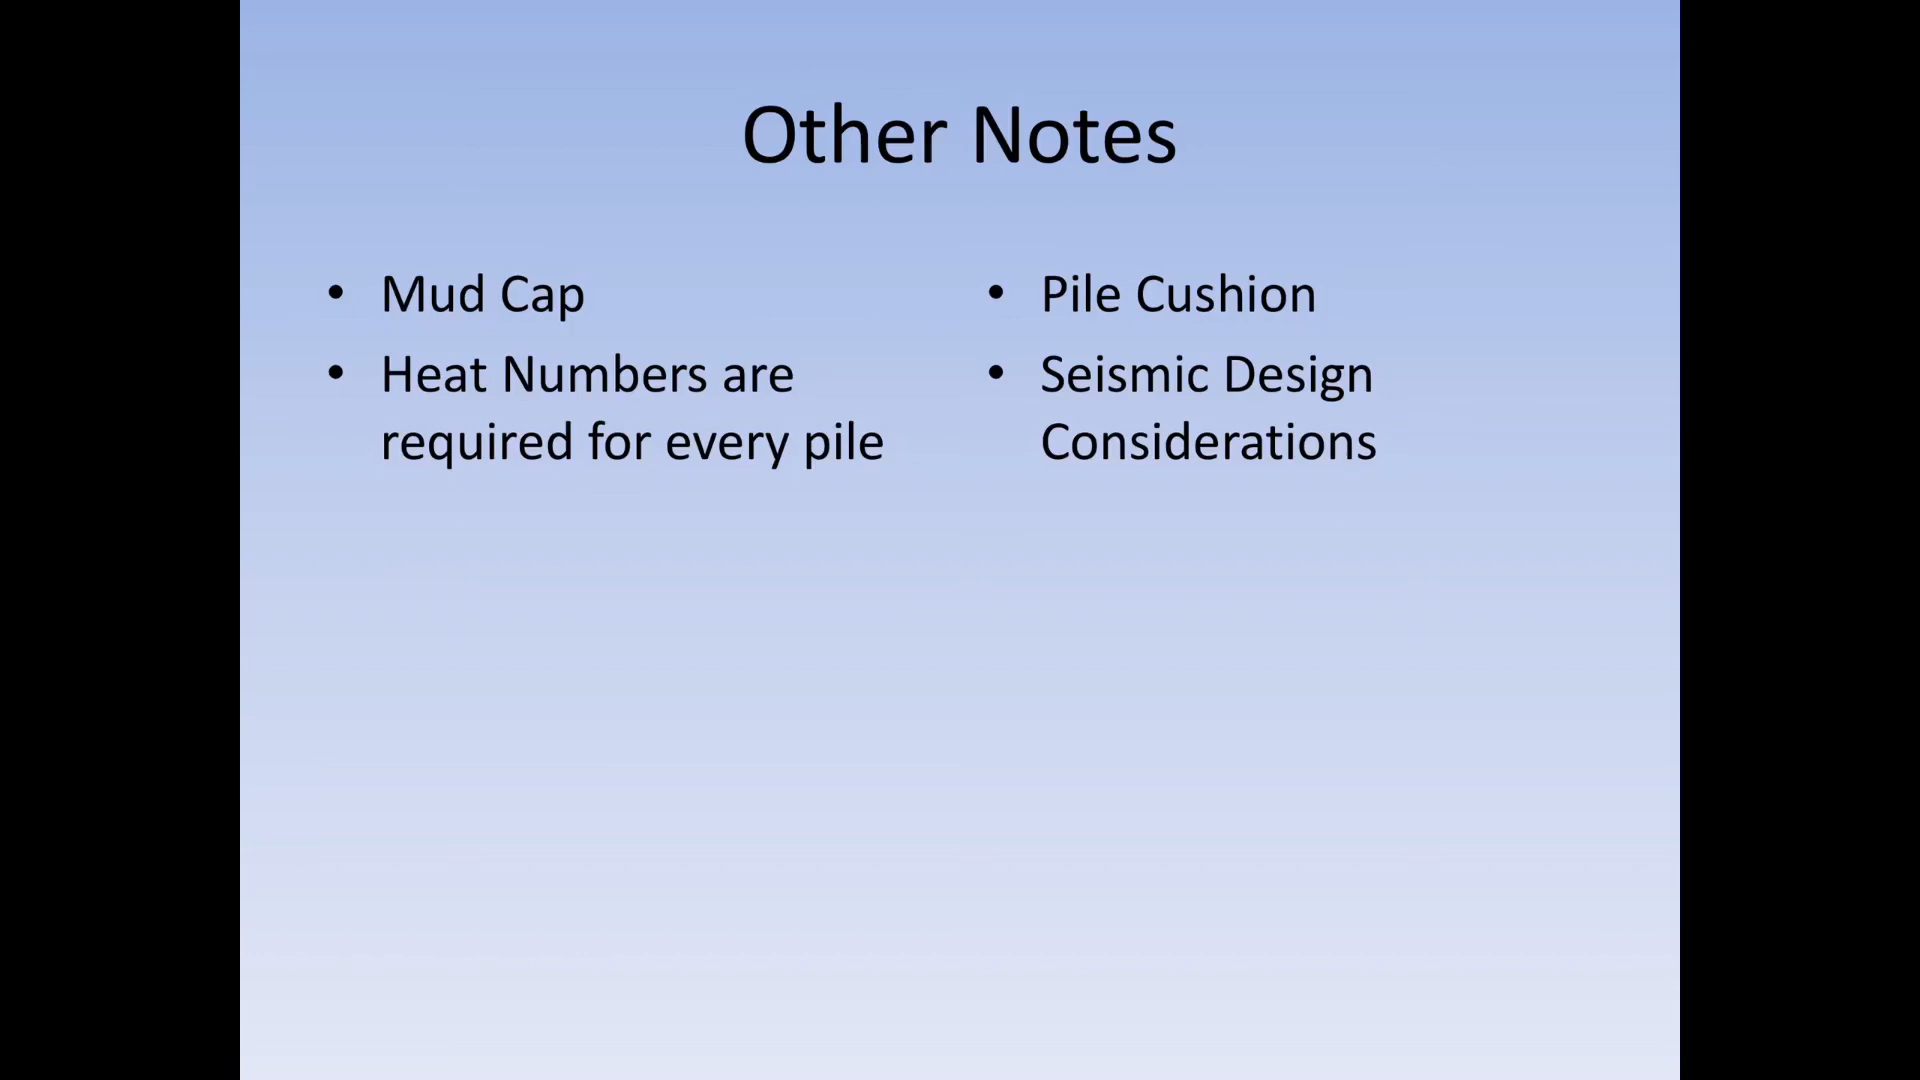 Other Notes
• Mud Cap
• Heat Numbers are
required for every pile
• Pile Cushion
• Seismic Design
Considerations